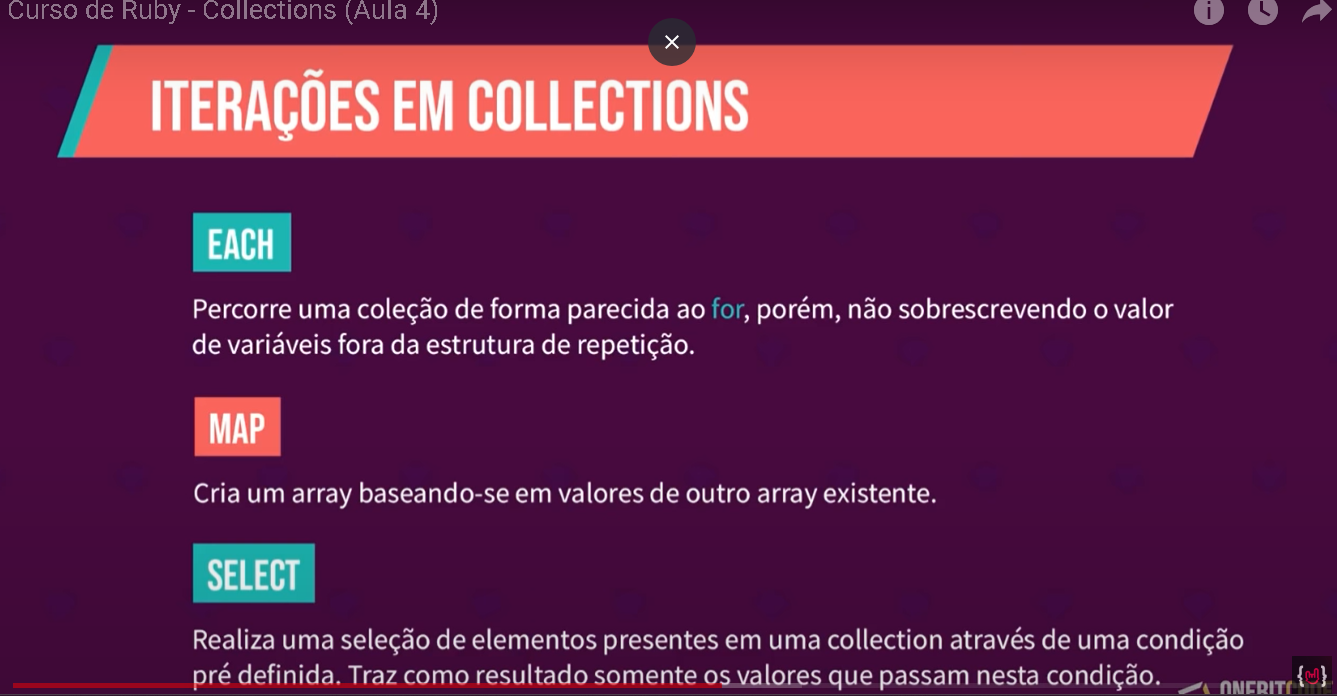 Curso de Ruby - Collections (Aula 4)
ITERAÇÕES EM COLLECTIONS
EACH
Percorre uma coleção de forma parecida ao for, porém, não sobrescrevendo o valor
de variáveis fora da estrutura de repetição.
MAP
Cria um array baseando-se em valores de outro array existente.
SELECT
Realiza uma seleção de elementos presentes em uma collection através de uma condição
pré definida. Traz como resultado somente os valores que passam nesta condição.